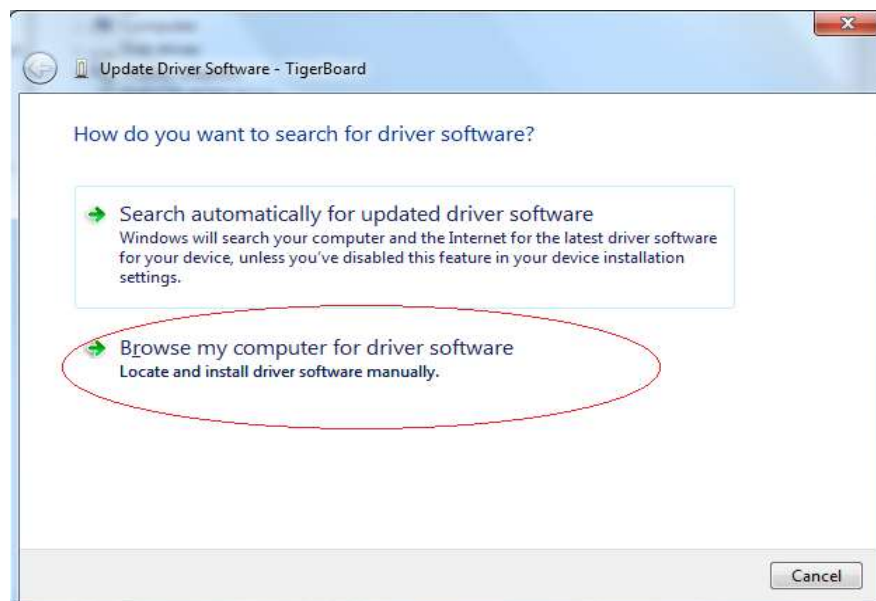 Update Driver Software - TigerBoard
How do you want to search for driver software?
Search automatically for updated driver software
Windows will search your computer and the Internet for the latest driver software
for your device, unless you've disabled this feature in your device installation
settings.
Browse my computer for driver software
Locate and install driver software manually.
Cancel